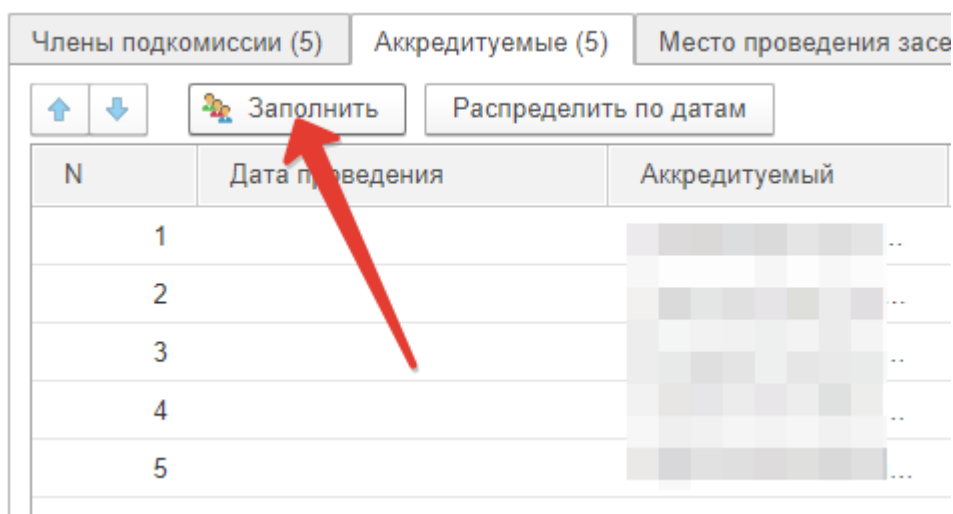 Члены подкомиссии (5) Аккредитуемые (5) Место проведения засе
Заполнить Распределить по датам
N Дата проведения Аккредитуемый
1 ..
2 ..
3 ..
4 ..
5 ...